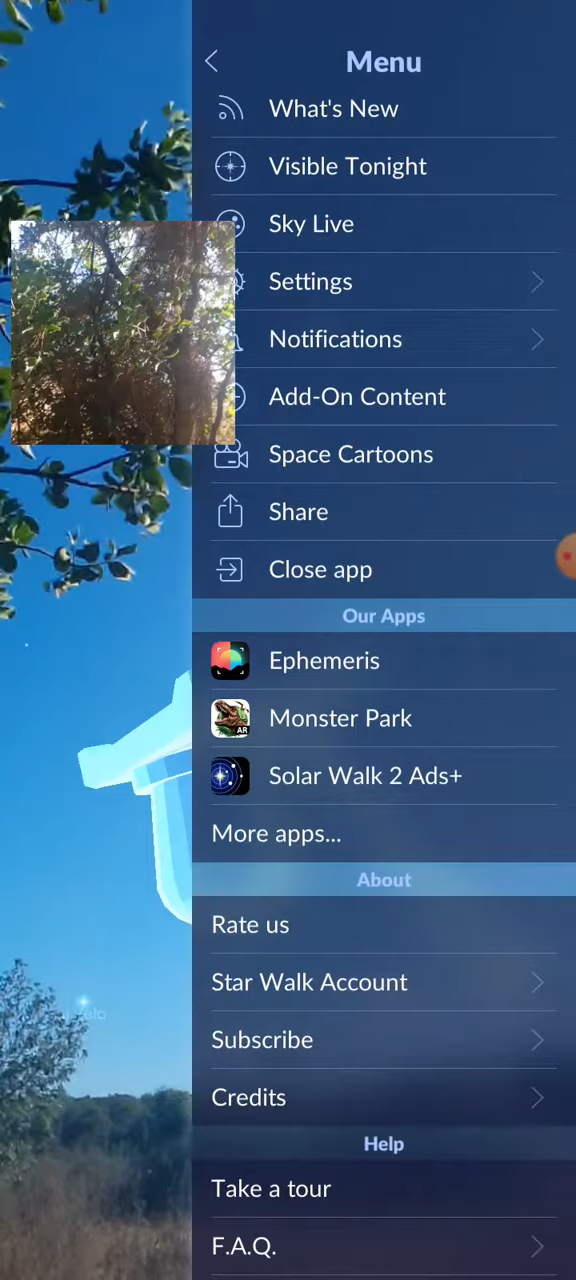 Menu
What's New
Visible Tonight
Sky Live
Settings
Notifications
Add-On Content
Space Cartoons
Share
Close app
Our Apps
Ephemeris
AR
Monster Park
Solar Walk 2 Ads+
More apps...
About
Rate us
Star Walk Account
Subscribe
Credits
Help
Take a tour
F.A.Q.